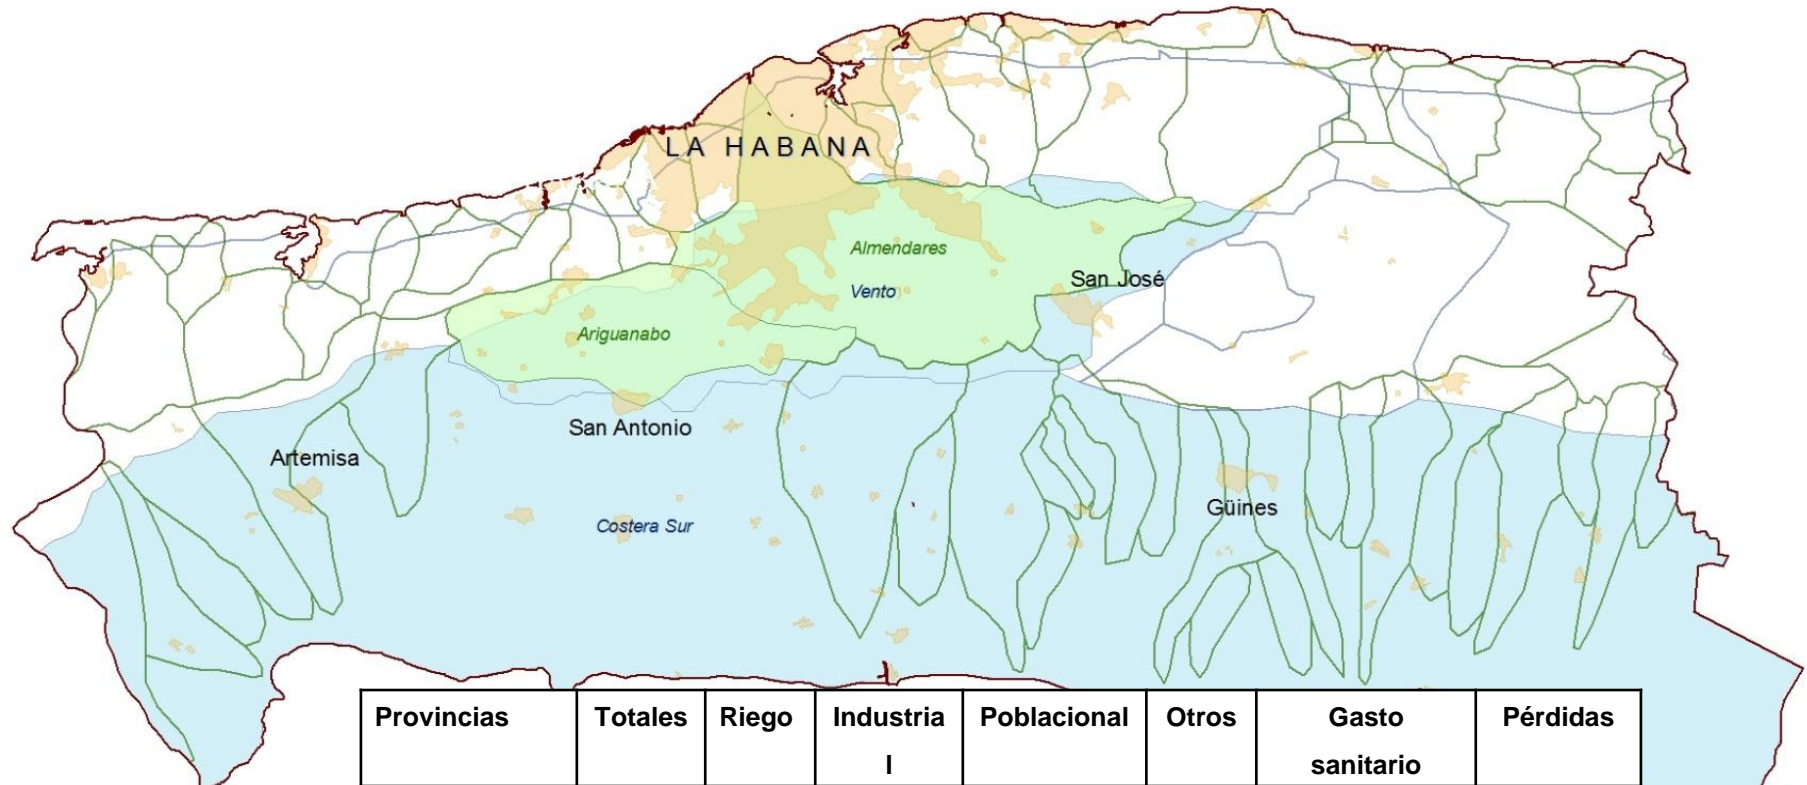 LA HABANA
Almendares
San José
Vento
Ariguanabo
San Antonio
Artemisa
Güines
Costera Sur
Provincias Totales Riego Industria Poblacional Otros Gasto Pérdidas
l sanitario